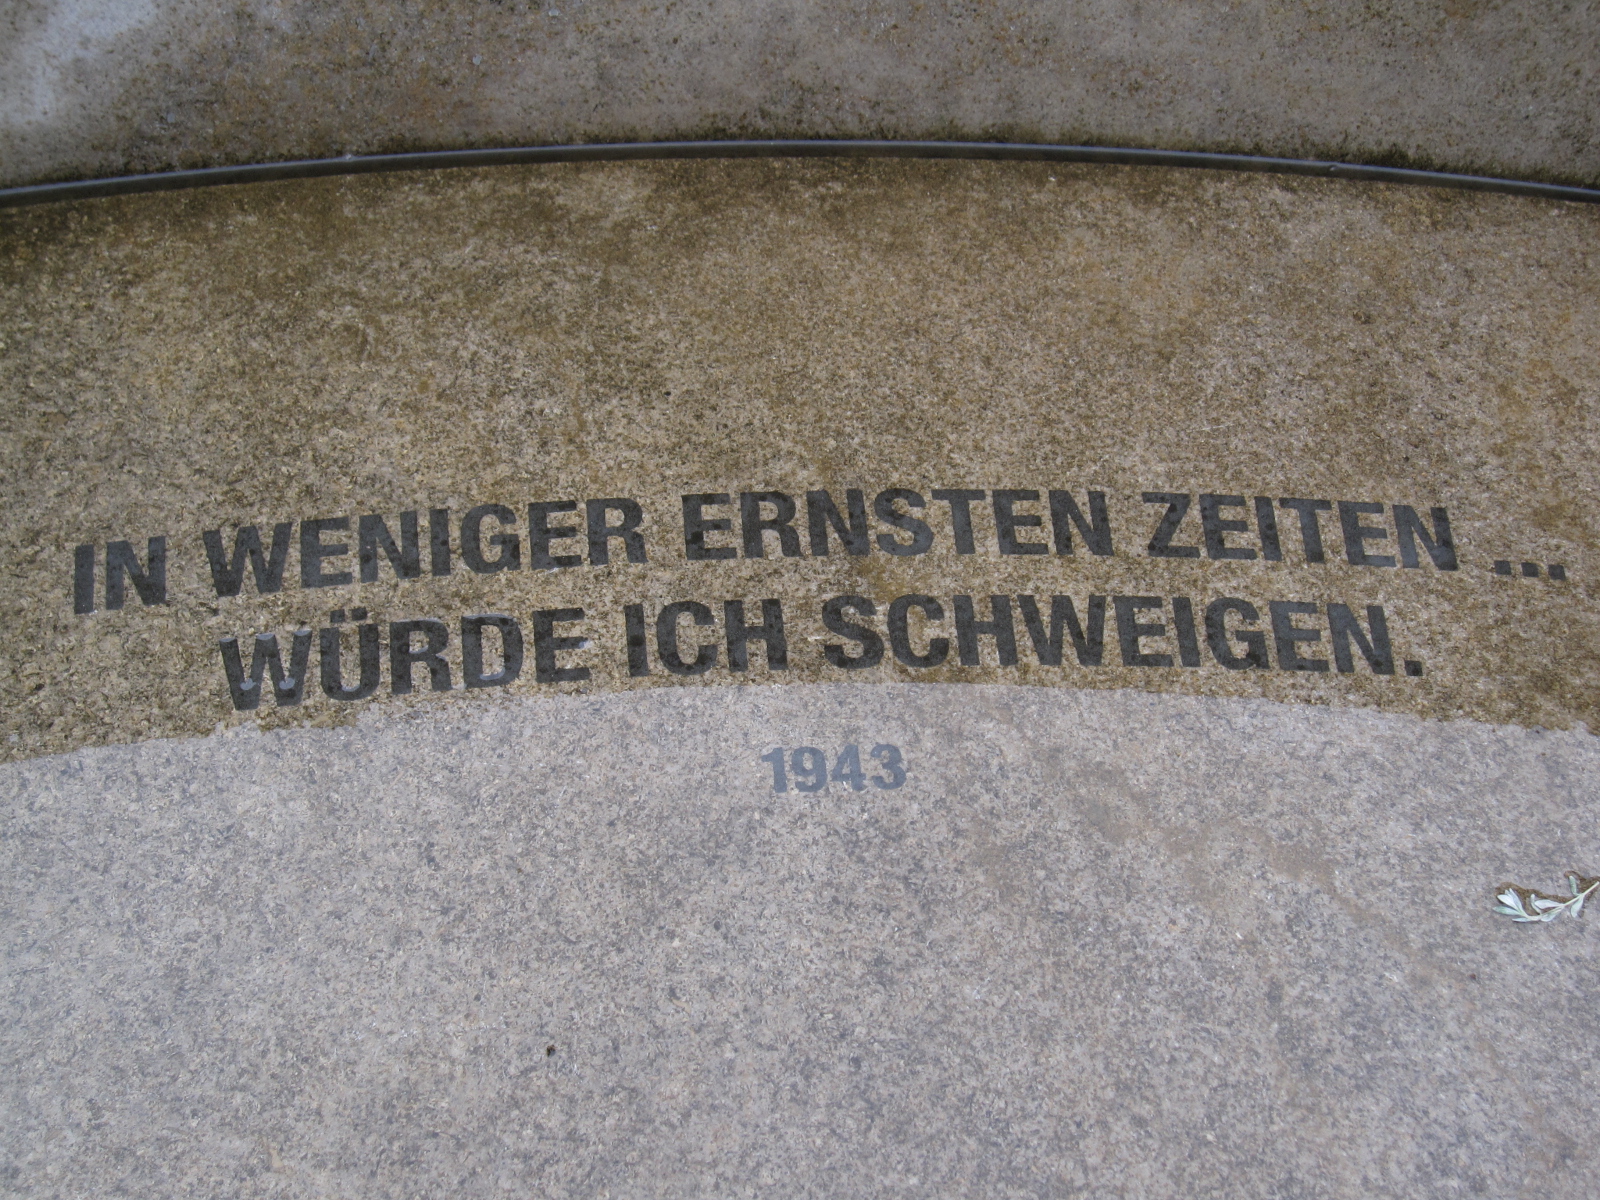 IN WENIGER ERNSTEN ZEITEN ...
WÜRDE ICH SCHWEIGEN.
1943